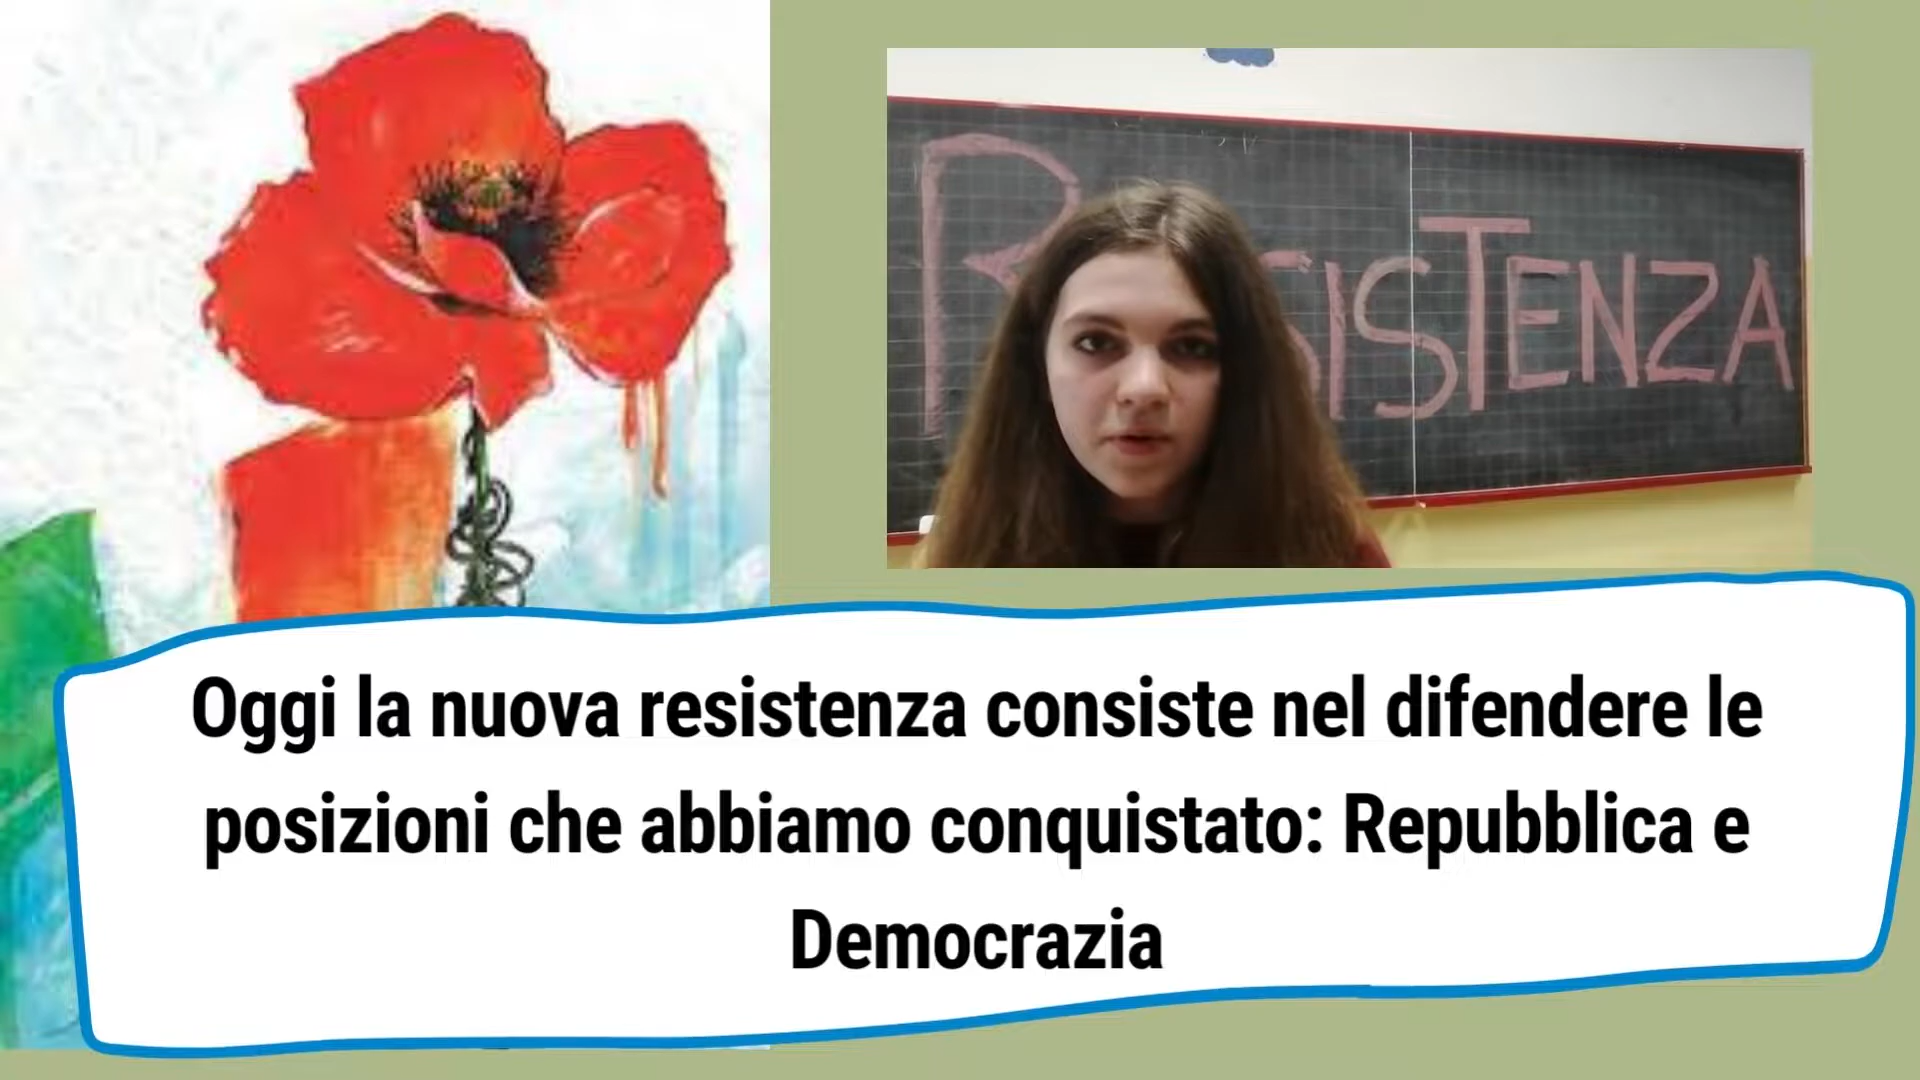 RESISTENZA
Oggi la nuova resistenza consiste nel difendere le
posizioni che abbiamo conquistato: Repubblica e
Democrazia